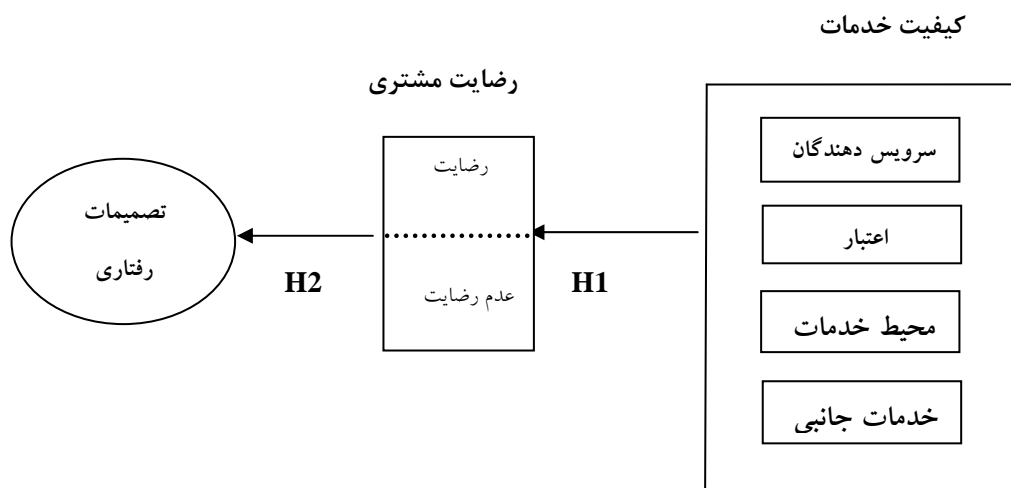 کیفیت خدمات
رضایت مشتری
سرویس دهندگان
اعتبار
محیط خدمات
خدمات جانبی
H1
رضایت
عدم رضایت
H2
تصمیمات
رفتاری